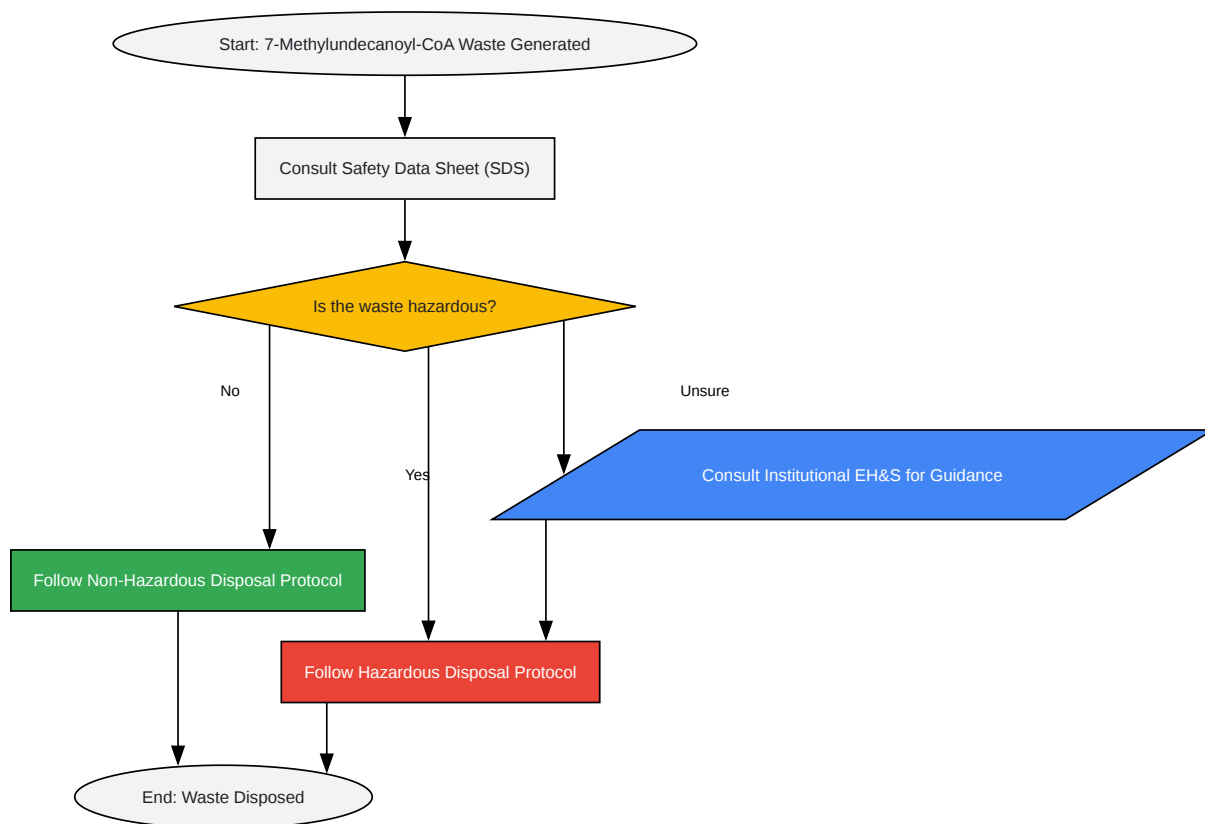 Start: 7-Methylundecanoyl-CoA Waste Generated
Consult Safety Data Sheet (SDS)
Is the waste hazardous?
No
Unsure
Yes
Consult Institutional EH&S for Guidance
Follow Non-Hazardous Disposal Protocol
Follow Hazardous Disposal Protocol
End: Waste Disposed